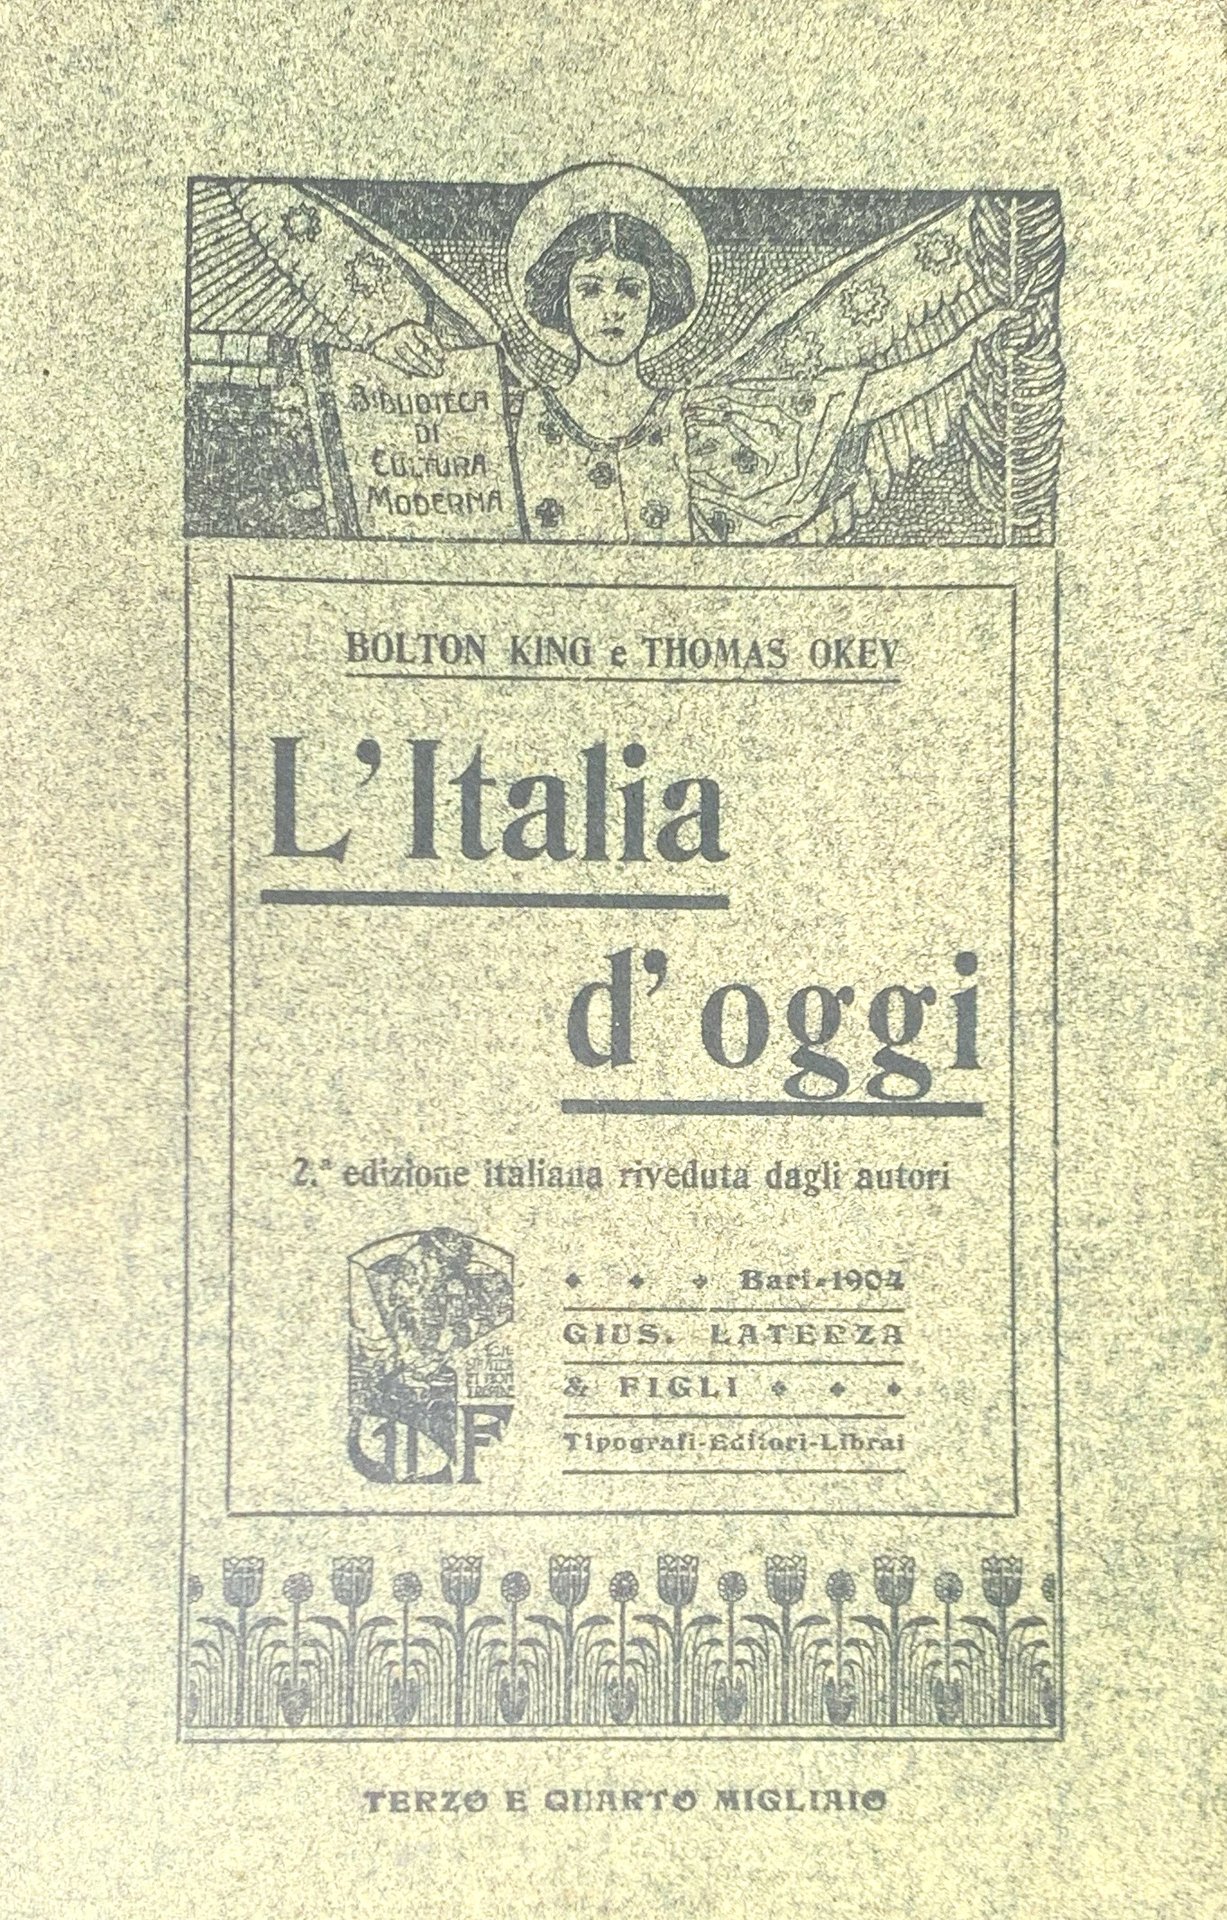 BIBLIOTECA
DI
CULTURA
MODERNA
BOLTON KING e THOMAS OKEY
L'Italia
d'oggi
2.ª edizione italiana riveduta dagli autori
Bari-1904
GIUS. LATERZA
& FIGLI
Tipografi-Editori-Librai
GLF
TERZO E QUARTO MIGLIAIO